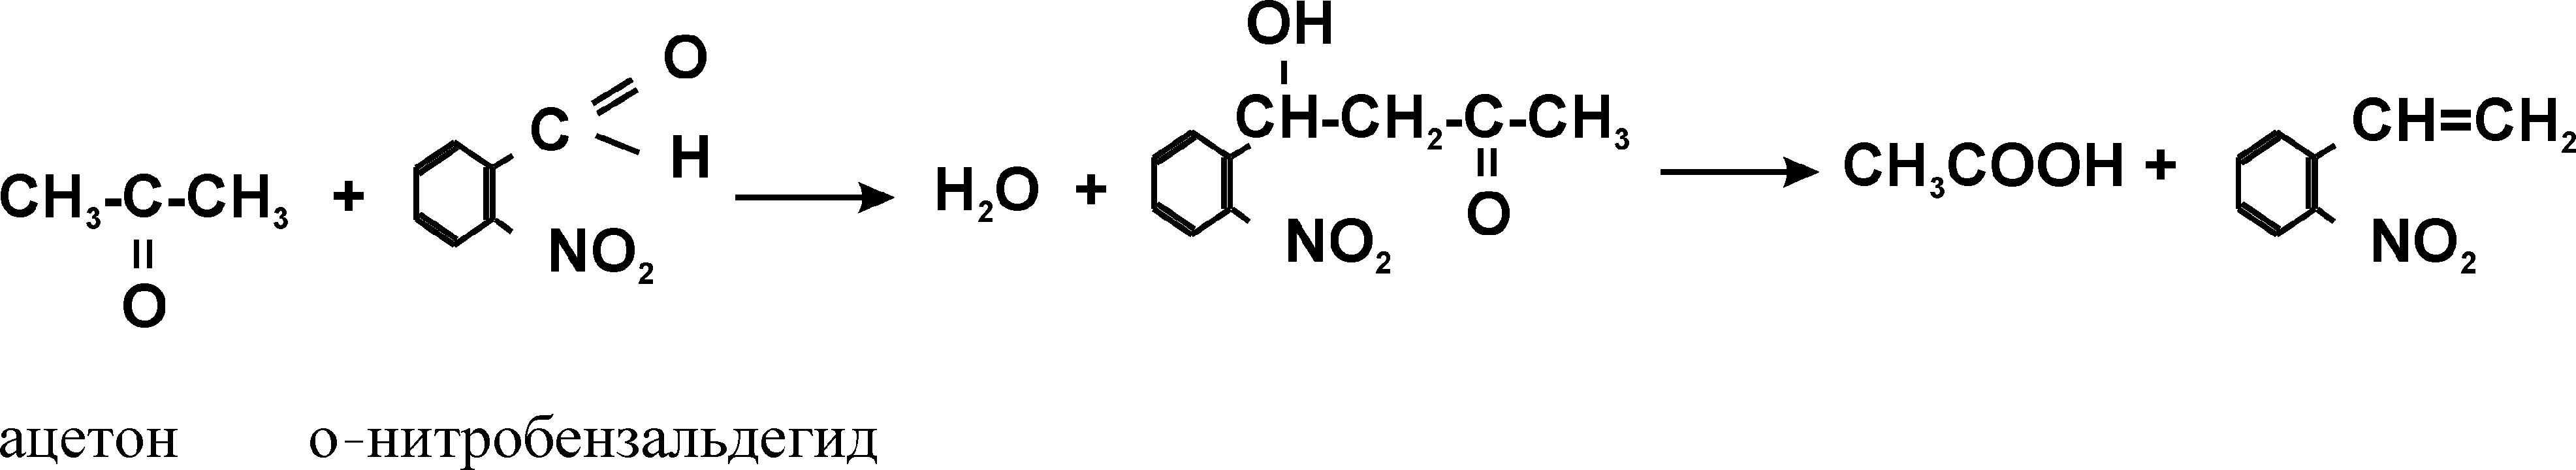 CH₃-C-CH₃ + C O H NO₂ H₂O + OH CH-CH₂-C-CH₃ O NO₂ CH₃COOH + CH=CH₂ NO₂
O
ацетон о-нитробензальдегид